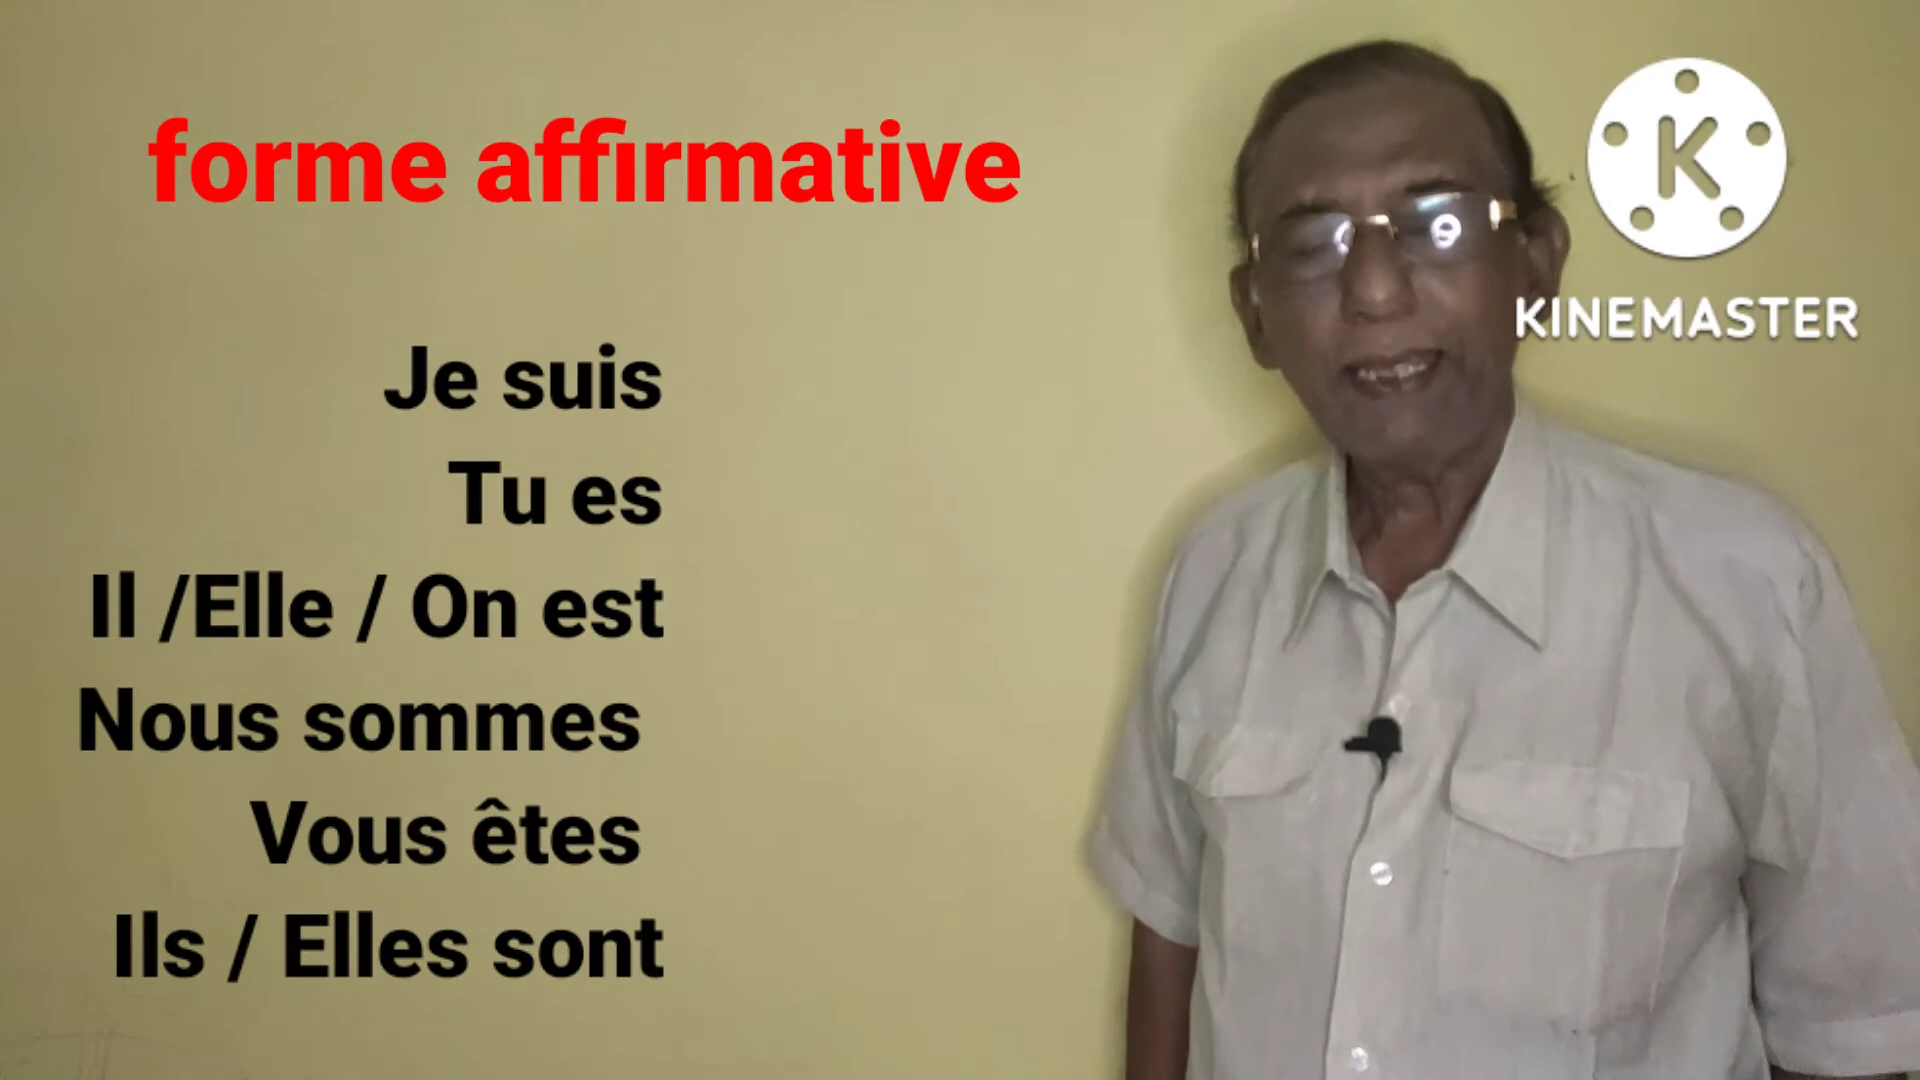 forme affirmative
Je suis
Tu es
Il /Elle / On est
Nous sommes
Vous êtes
Ils / Elles sont
K
KINEMASTER